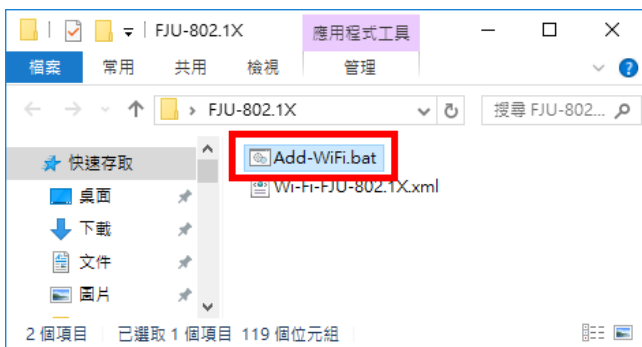 FJU-802.1X 應用程式工具
檔案 常用 共用 檢視 管理
FJU-802.1X 搜尋 FJU-802...
快速存取
桌面
下載
文件
圖片
Add-WiFi.bat
Wi-Fi-FJU-802.1X.xml
2 個項目 已選取 1 個項目 119 個位元組